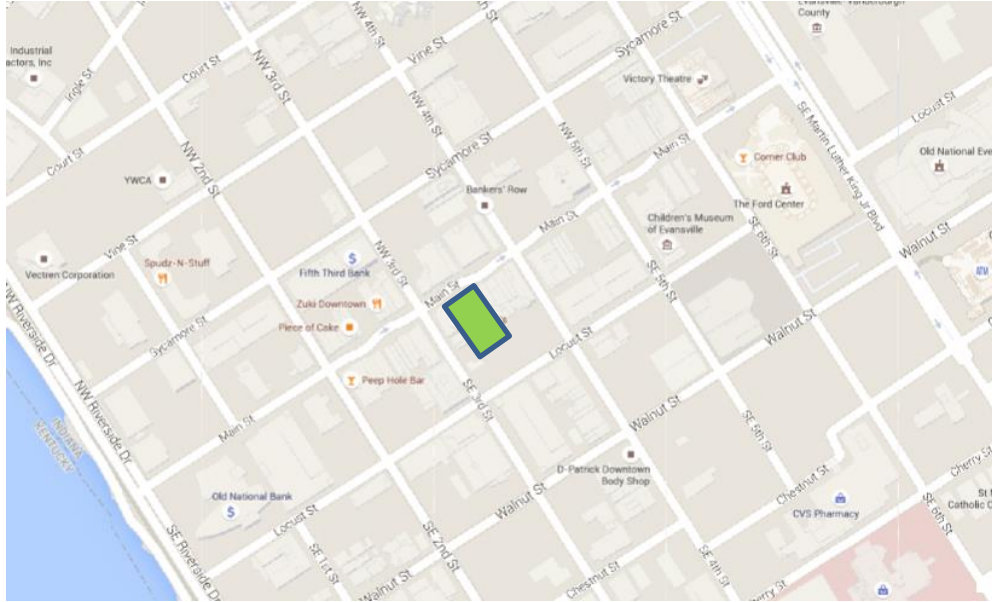 County
Industrial
actors, Inc
Ingle St
Court St
NW 3rd St
NW 4th St
Vine St
Sycamore St
Victory Theatre
SE Martin Luther King Jr Blvd
Locust St
Court St
YWCA
NW 2nd St
Sycamore St
NW 4th St
Bankers' Row
NW 5th St
Main St
Corner Club
The Ford Center
Old National Eve
Vine St
Vectren Corporation
Spudz-N-Stuff
Fifth Third Bank
NW 3rd St
Main St
Children's Museum
of Evansville
SE 6th St
Walnut St
ATM
NW Riverside Dr
Sycamore St
Zuki Downtown
Piece of Cake
Main St
SE 5th St
Locust St
Walnut St
Peep Hole Bar
SE 3rd St
NW Riverside Dr
INDIANA
KENTUCKY
Main St
Walnut St
SE 5th St
D-Patrick Downtown
Body Shop
Old National Bank
Locust St
Walnut St
Chestnut St
CVS Pharmacy
Cherry St
St
Catholic C
SE 6th St
SE Riverside Dr
SE 1st St
SE 2nd St
SE 4th St
Walnut St
Chestnut St
erry St